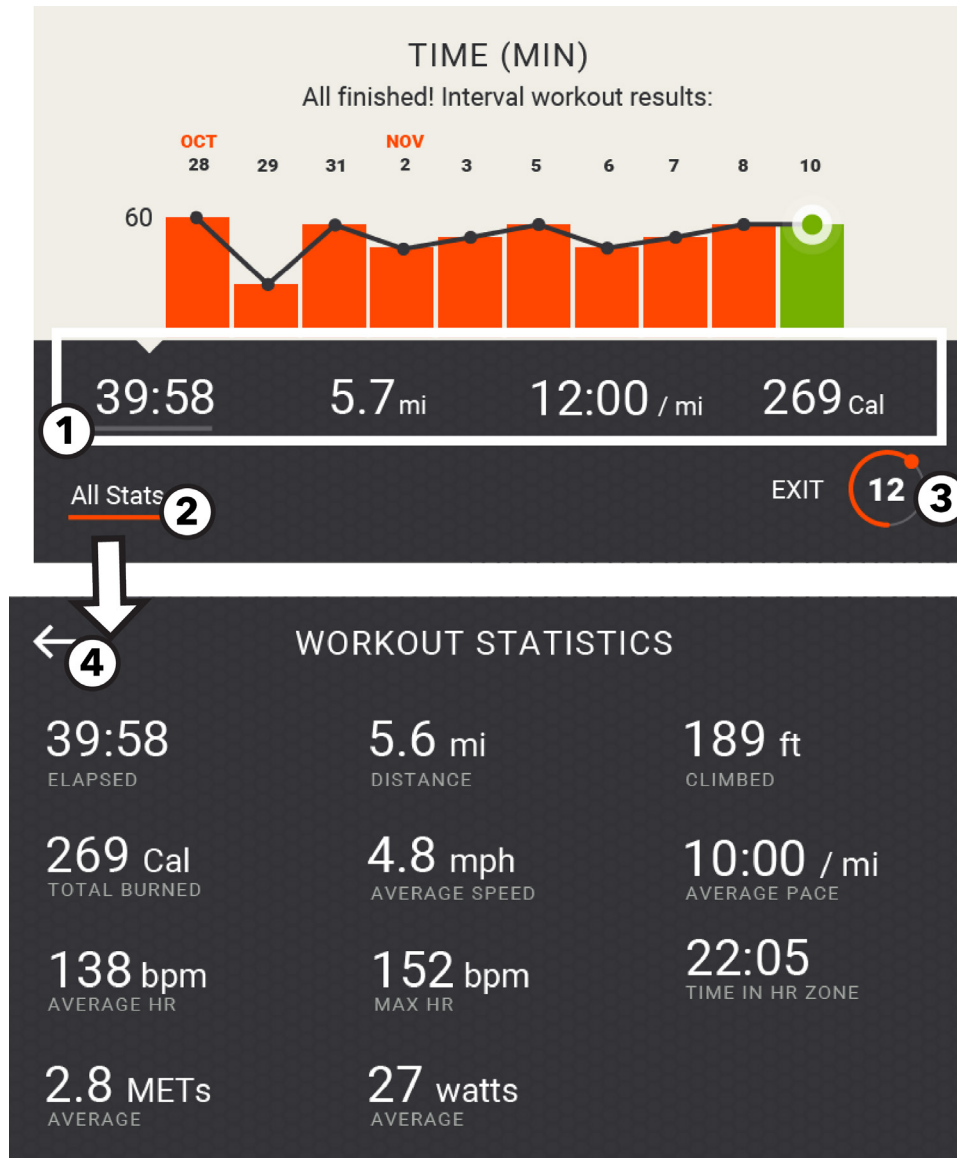 TIME (MIN)
All finished! Interval workout results:
OCT NOV
28 29 31 2 3 5 6 7 8 10
60
39:58 5.7 mi 12:00 / mi 269 Cal
1
All Stats 2 EXIT 12 3
4 WORKOUT STATISTICS
39:58 5.6 mi 189 ft
ELAPSED DISTANCE CLIMBED
269 Cal 4.8 mph 10:00 / mi
TOTAL BURNED AVERAGE SPEED AVERAGE PACE
138 bpm 152 bpm 22:05
AVERAGE HR MAX HR TIME IN HR ZONE
2.8 METs 27 watts
AVERAGE AVERAGE